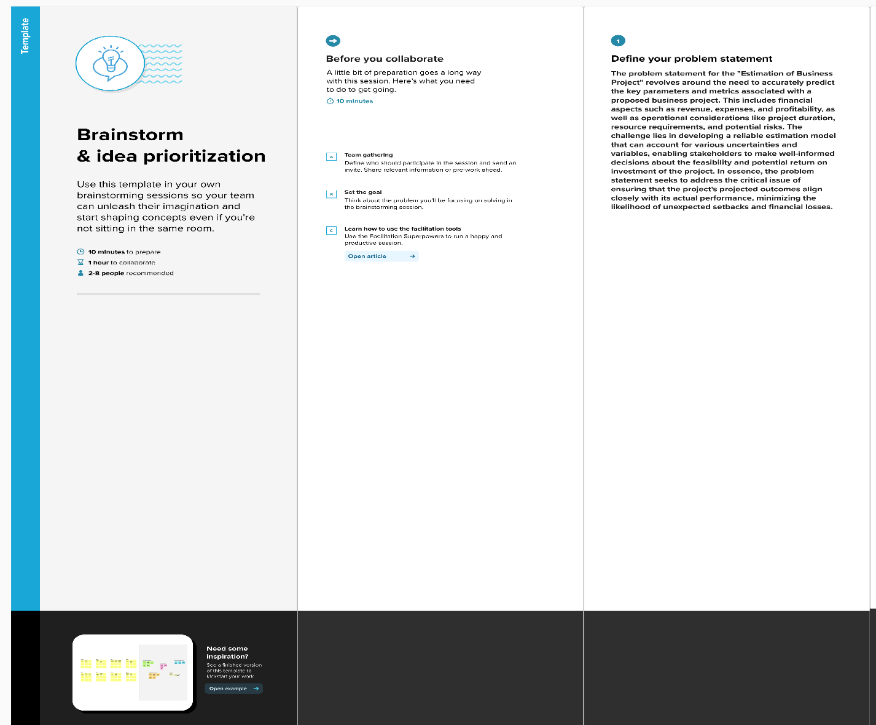 Template
Brainstorm
& idea prioritization
Use this template in your own
brainstorming sessions so your team
can unleash their imagination and
start shaping concepts even if you're
not sitting in the same room.
10 minutes to prepare
1 hour to collaborate
2-8 people recommended
Need some
inspiration?
See a finished version
of this template to
kickstart your work.
Open example
Before you collaborate
A little bit of preparation goes a long way
with this session. Here's what you need
to do to get going.
10 minutes
A
Team gathering
Define who should participate in the session and send an
invite. Share relevant information or pre-work ahead.
B
Set the goal
Think about the problem you'll be focusing on solving in
the brainstorming session.
C
Learn how to use the facilitation tools
Use the Facilitation Superpowers to run a happy and
productive session.
Open article
1
Define your problem statement
The problem statement for the "Estimation of Business
Project" revolves around the need to accurately predict
the key parameters and metrics associated with a
proposed business project. This includes financial
aspects such as revenue, expenses, and profitability, as
well as operational considerations like project duration,
resource requirements, and potential risks. The
challenge lies in developing a reliable estimation model
that can account for various uncertainties and
variables, enabling stakeholders to make well-informed
decisions about the feasibility and potential return on
investment of the project. In essence, the problem
statement seeks to address the critical issue of
ensuring that the project's projected outcomes align
closely with its actual performance, minimizing the
likelihood of unexpected setbacks and financial losses.